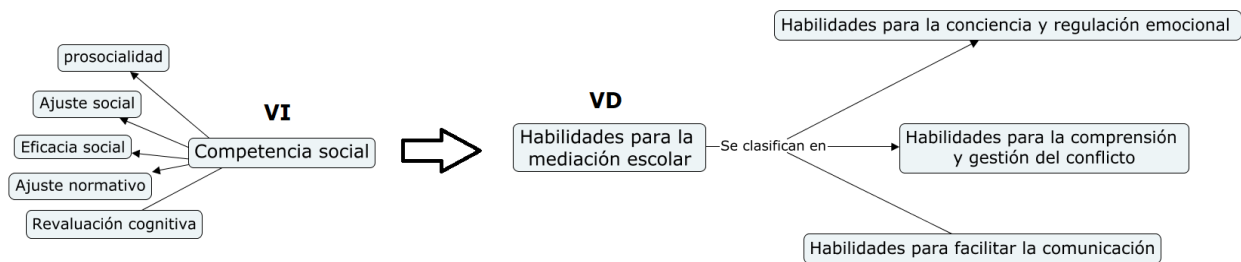 prosocialidad
Ajuste social
Eficacia social
Ajuste normativo
Revaluación cognitiva
VI
Competencia social
VD
Habilidades para la
mediación escolar
Se clasifican en
Habilidades para la conciencia y regulación emocional
Habilidades para la comprensión
y gestión del conflicto
Habilidades para facilitar la comunicación